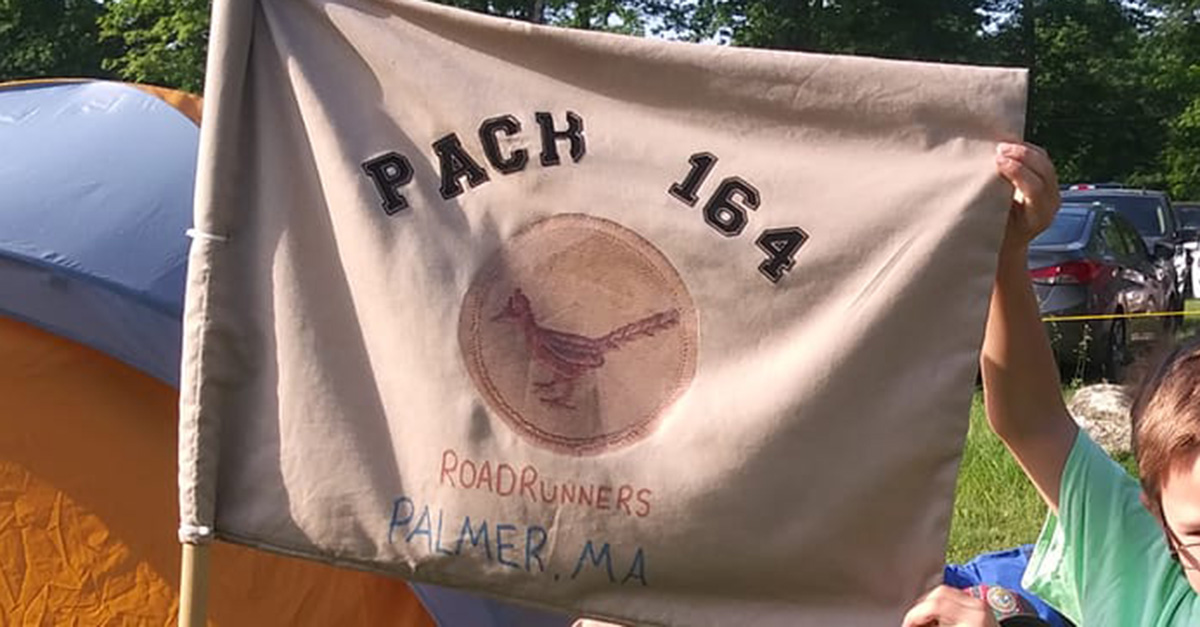 PACK 164
ROADRUNNERS
PALMER, MA